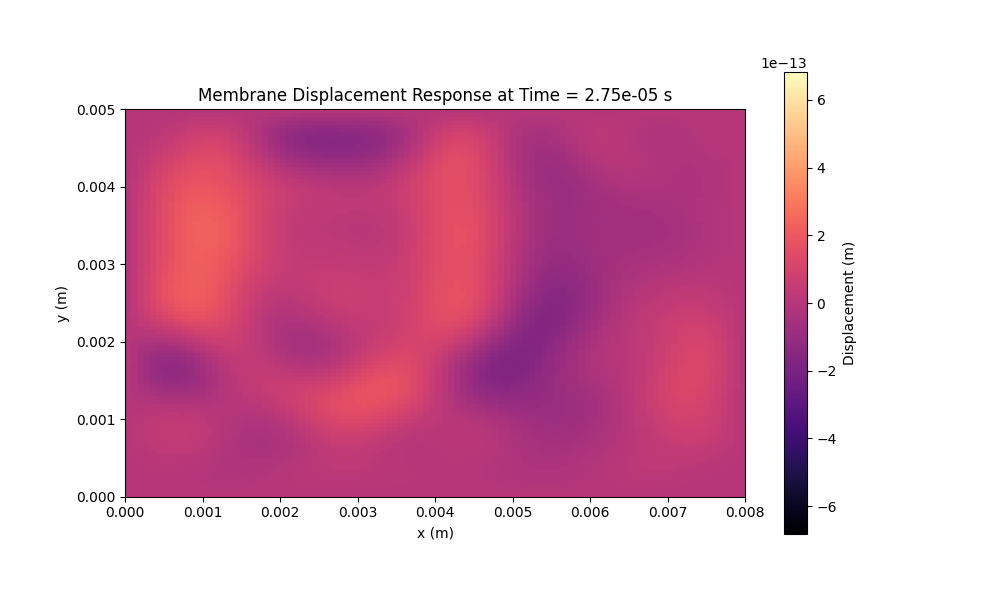 1e−13
Membrane Displacement Response at Time = 2.75e-05 s
0.005
0.004
0.003
0.002
0.001
0.000
y (m)
0.000 0.001 0.002 0.003 0.004 0.005 0.006 0.007 0.008
x (m)
6
4
2
0
−2
−4
−6
Displacement (m)